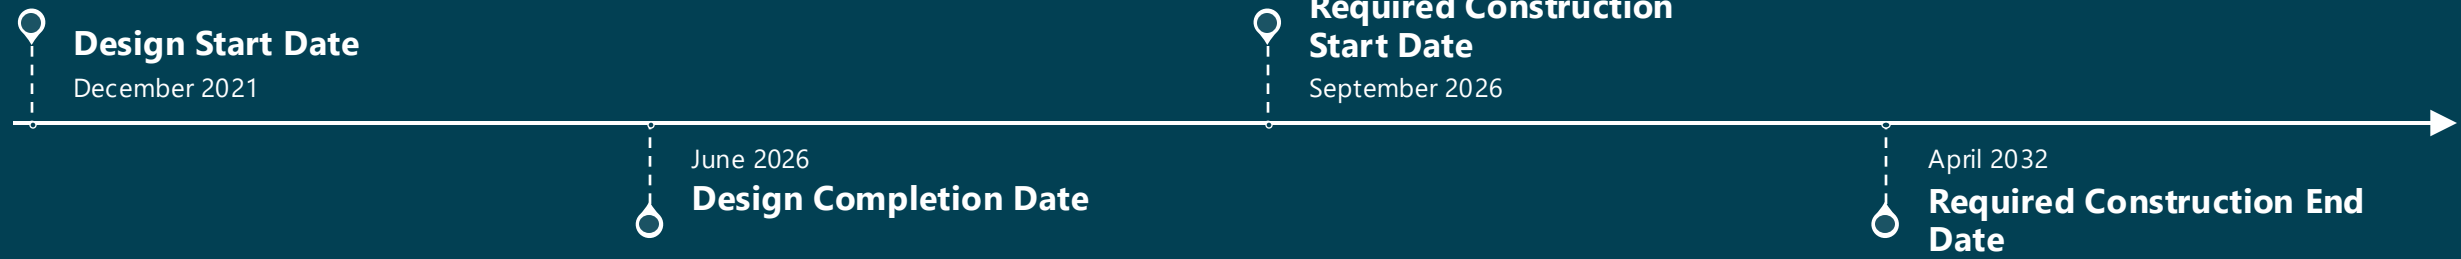 Design Start Date
December 2021
June 2026
Design Completion Date
Required Construction
Start Date
September 2026
April 2032
Required Construction End
Date